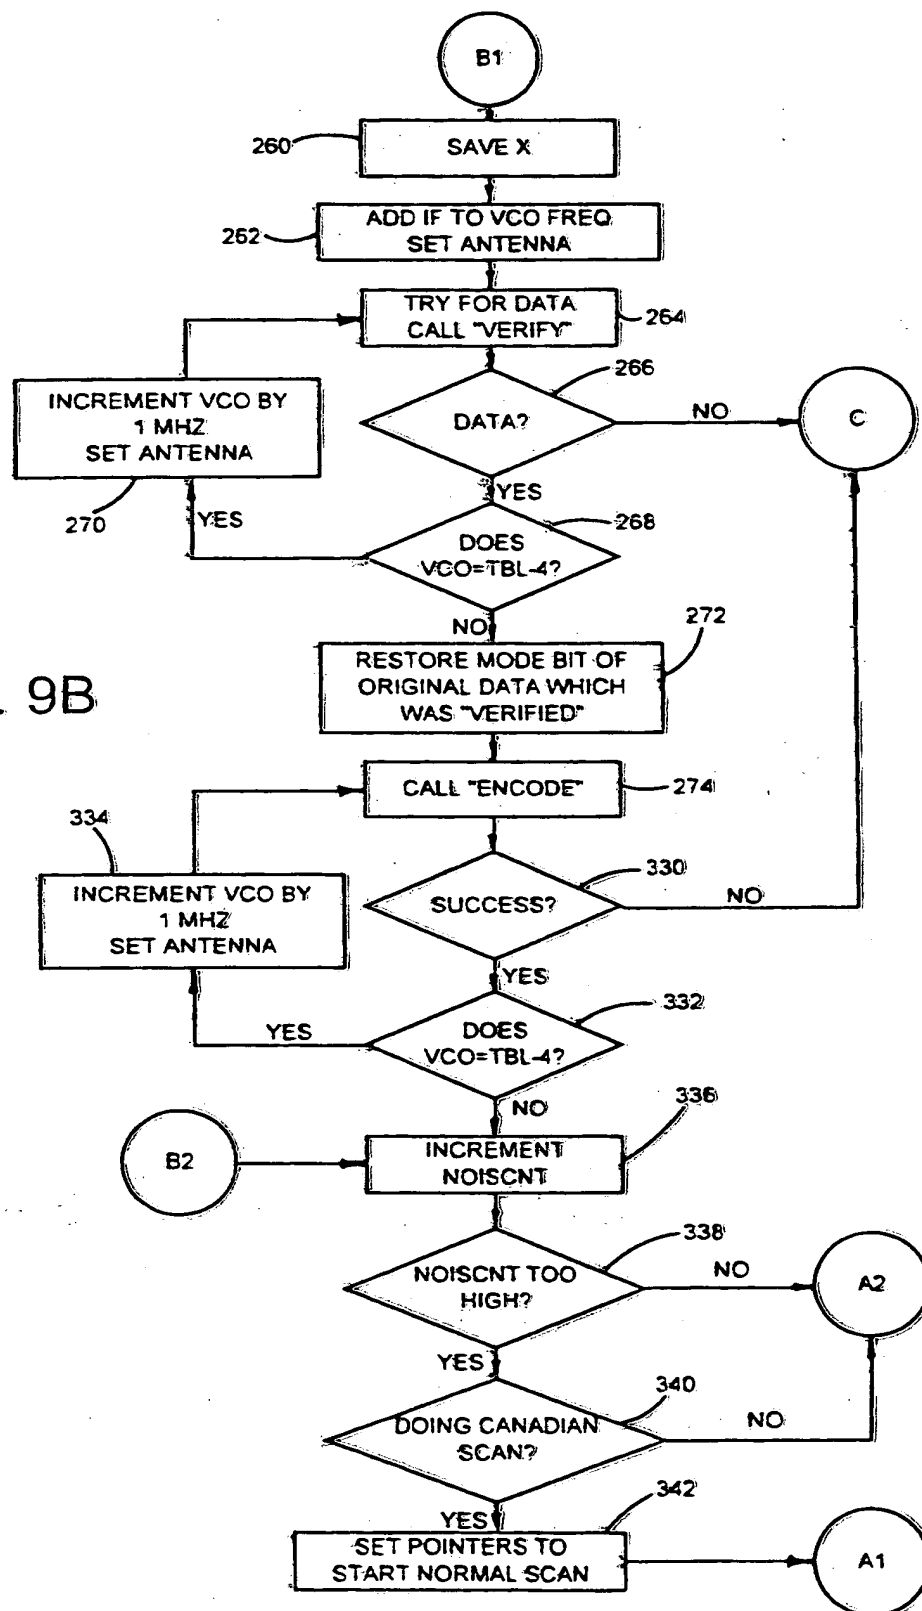 B1
260
SAVE X
262
ADD IF TO VCO FREQ
SET ANTENNA
TRY FOR DATA
CALL "VERIFY"
264
266
INCREMENT VCO BY
1 MHZ
SET ANTENNA
DATA?
NO
C
270
YES
YES
268
DOES
VCO=TBL-4?
NO
272
RESTORE MODE BIT OF
ORIGINAL DATA WHICH
WAS "VERIFIED"
. 9B
CALL "ENCODE"
274
334
330
INCREMENT VCO BY
1 MHZ
SET ANTENNA
SUCCESS?
NO
YES
332
YES
DOES
VCO=TBL-4?
NO
336
B2
INCREMENT
NOISCNT
338
NOISCNT TOO
HIGH?
NO
A2
YES
340
DOING CANADIAN
SCAN?
NO
YES
342
SET POINTERS TO
START NORMAL SCAN
A1